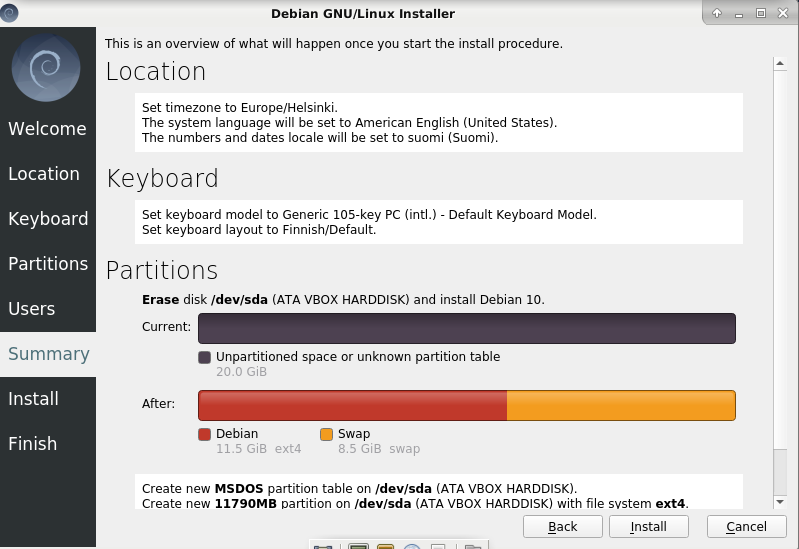 Debian GNU/Linux Installer
This is an overview of what will happen once you start the install procedure.
Welcome
Location
Keyboard
Partitions
Users
Summary
Install
Finish
Location
Set timezone to Europe/Helsinki.
The system language will be set to American English (United States).
The numbers and dates locale will be set to suomi (Suomi).
Keyboard
Set keyboard model to Generic 105-key PC (intl.) - Default Keyboard Model.
Set keyboard layout to Finnish/Default.
Partitions
Erase disk /dev/sda (ATA VBOX HARDDISK) and install Debian 10.
Current:
Unpartitioned space or unknown partition table
20.0 GiB
After:
Debian Swap
11.5 GiB ext4 8.5 GiB swap
Create new MSDOS partition table on /dev/sda (ATA VBOX HARDDISK).
Create new 11790MB partition on /dev/sda (ATA VBOX HARDDISK) with file system ext4.
Back Install Cancel